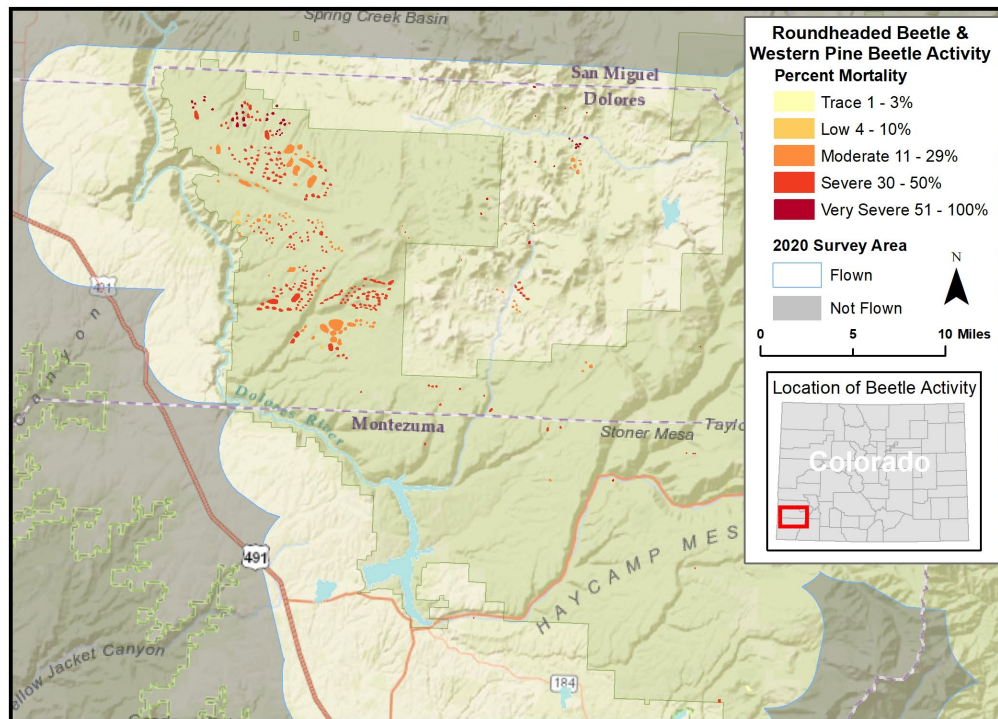 Spring Creek Basin
San Miguel
Dolores
491
Canyon
Dolores River
Montezuma
Stoner Mesa
Taylo
491
HAYCAMP MES
ellow Jacket Canyon
184
Roundheaded Beetle &
Western Pine Beetle Activity
Percent Mortality
Trace 1 - 3%
Low 4 - 10%
Moderate 11 - 29%
Severe 30 - 50%
Very Severe 51 - 100%
2020 Survey Area
Flown
Not Flown
N
0 5 10 Miles
Location of Beetle Activity
Colorado